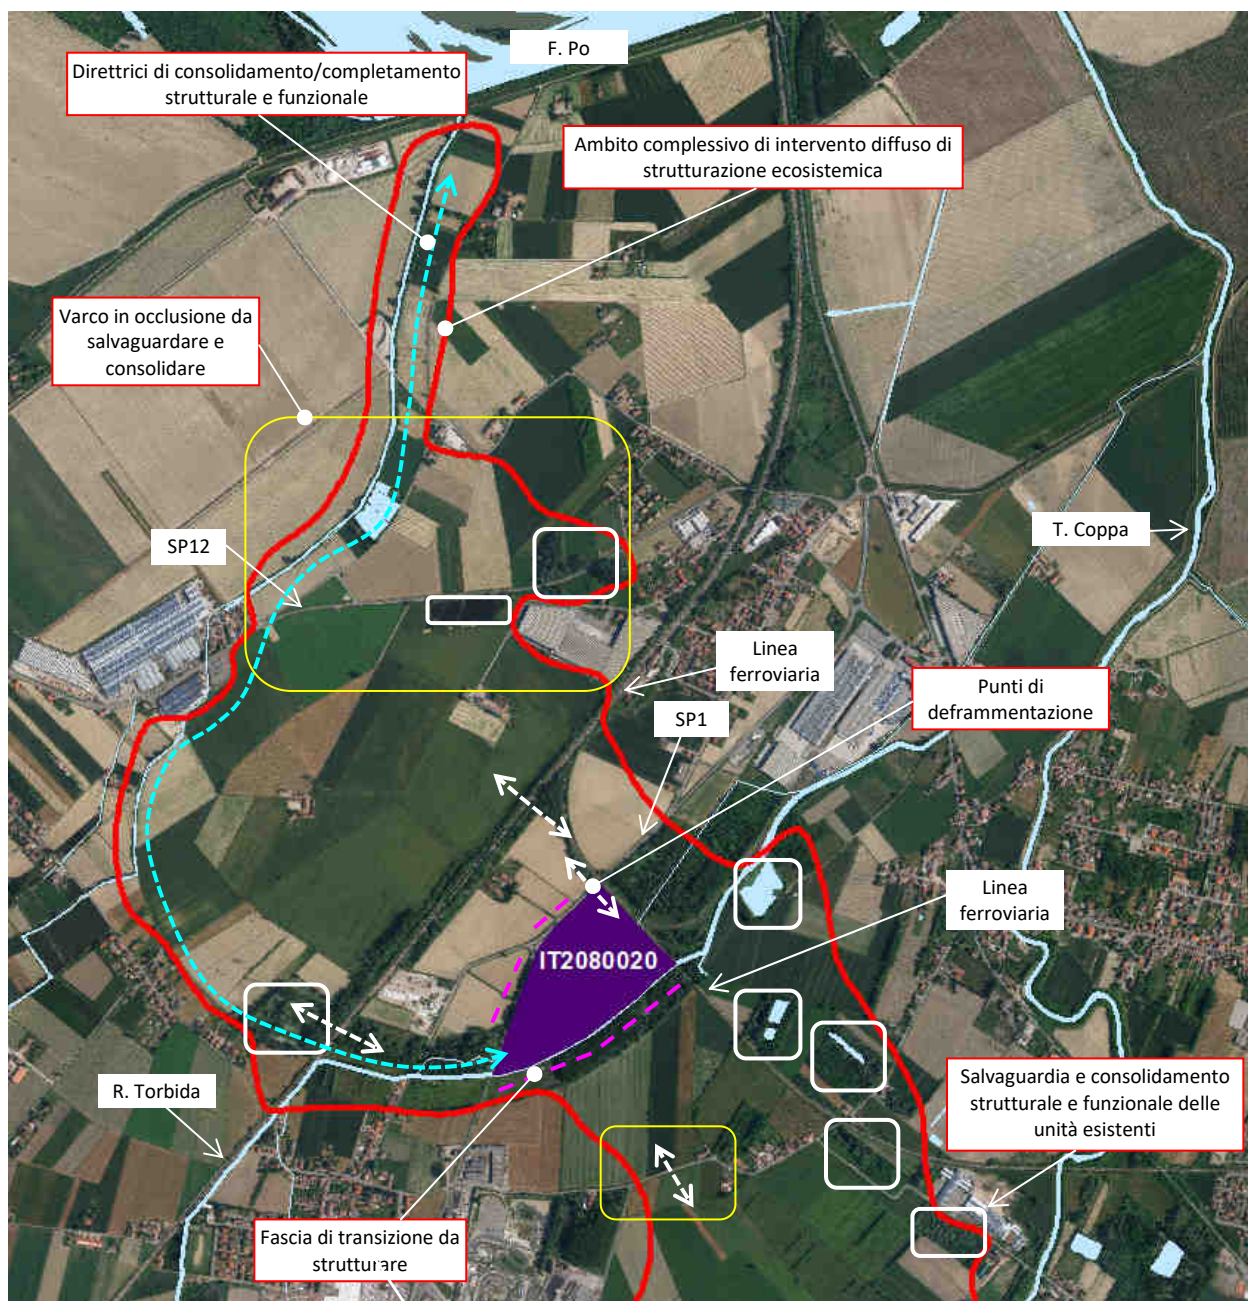 F. Po
Direttrici di consolidamento/completamento
strutturale e funzionale
Ambito complessivo di intervento diffuso di
strutturazione ecosistemica
Varco in occlusione da
salvaguardare e
consolidare
SP12
T. Coppa
Linea
ferroviaria
Punti di
deframmentazione
SP1
Linea
ferroviaria
IT2080020
R. Torbida
Salvaguardia e consolidamento
strutturale e funzionale delle
unità esistenti
Fascia di transizione da
strutturare